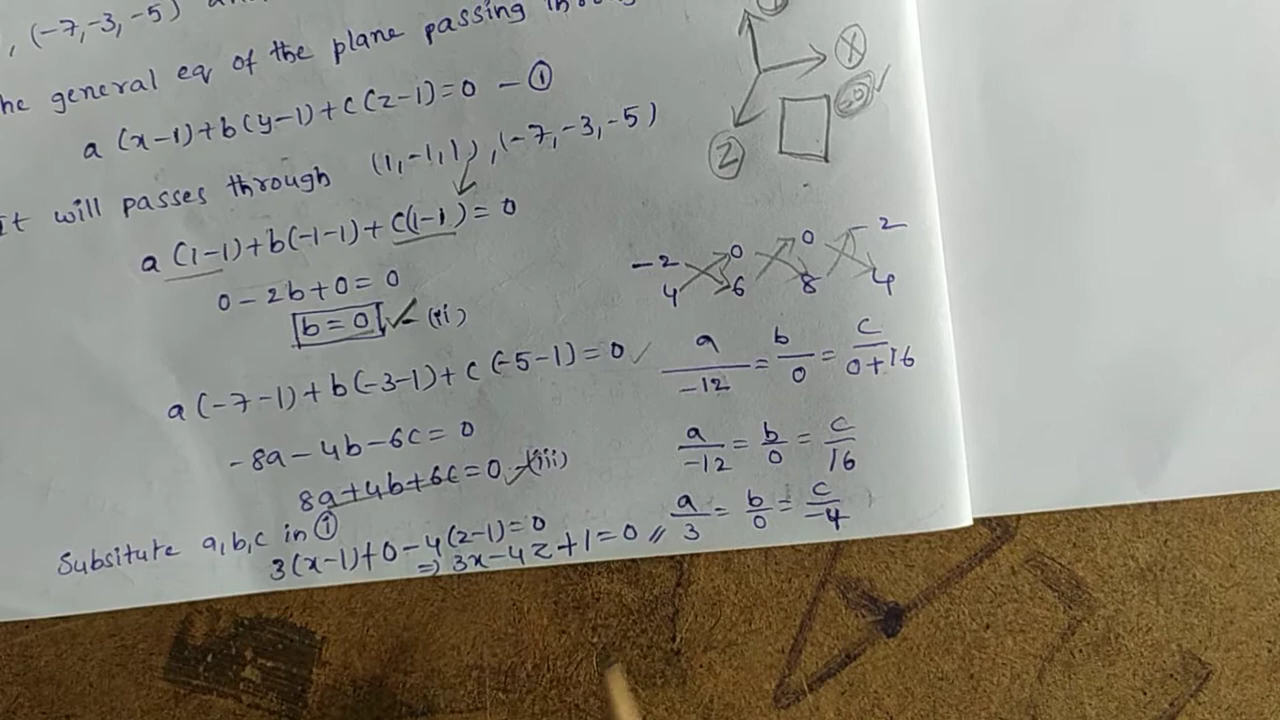 , (-7,-3,-5)
he general eq of the plane passing
a (x-1)+b(y-1)+c(z-1)=0 - ①
It will passes through (1,-1,1), (-7,-3,-5)
a (1-1)+b(-1-1)+c(1-1)=0
0-2b+0=0
b=0 ✓ - (ii)
a(-7-1)+b(-3-1)+c(-5-1)=0 ✓
-8a-4b-6c=0
8a+4b+6c=0 - (iii)
Subsitute a,b,c in ①
3(x-1)+0-4(z-1)=0
⇒ 3x-4z+1=0 //
X
Z
-2 0 0 -2
4 6 8 4
a/-12 = b/0 = c/0+16
a/-12 = b/0 = c/16
a/3 = b/0 = c/-4